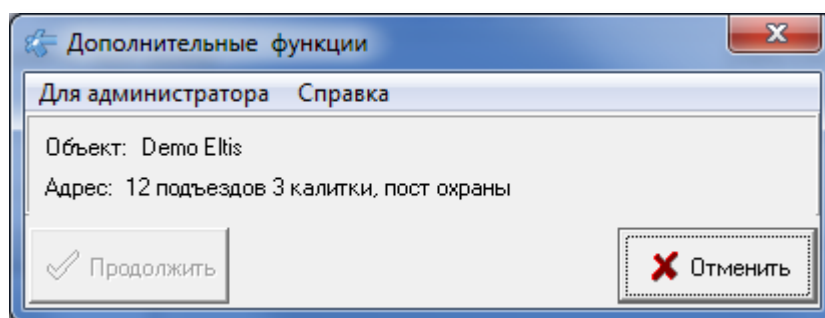 Дополнительные функции
Для администратора Справка
Объект: Demo Eltis
Адрес: 12 подъездов 3 калитки, пост охраны
Продолжить Отменить